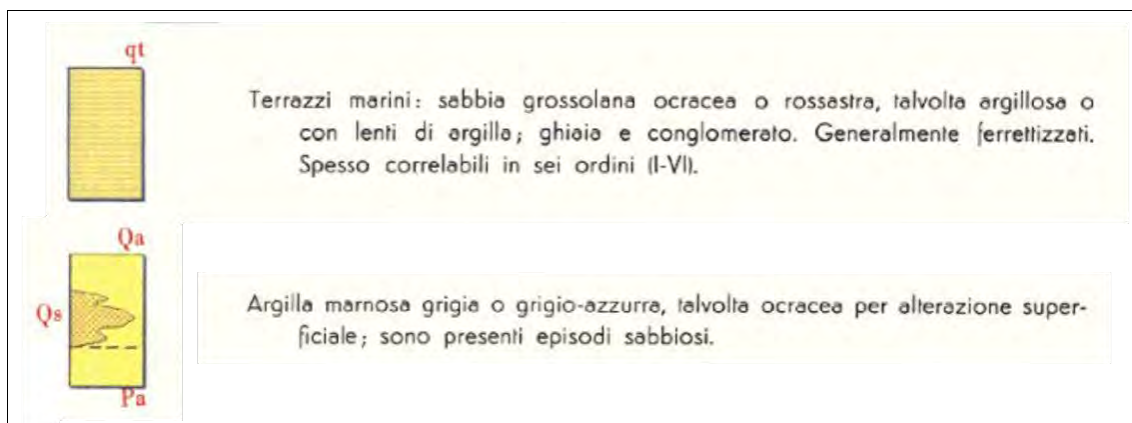 qt
Terrazzi marini: sabbia grossolana ocracea o rossastra, talvolta argillosa o
con lenti di argilla; ghiaia e conglomerato. Generalmente ferrettizzati.
Spesso correlabili in sei ordini (I-VI).
Qa
Qs
Argilla marnosa grigia o grigio-azzurra, talvolta ocracea per alterazione super-
ficiale; sono presenti episodi sabbiosi.
Pa